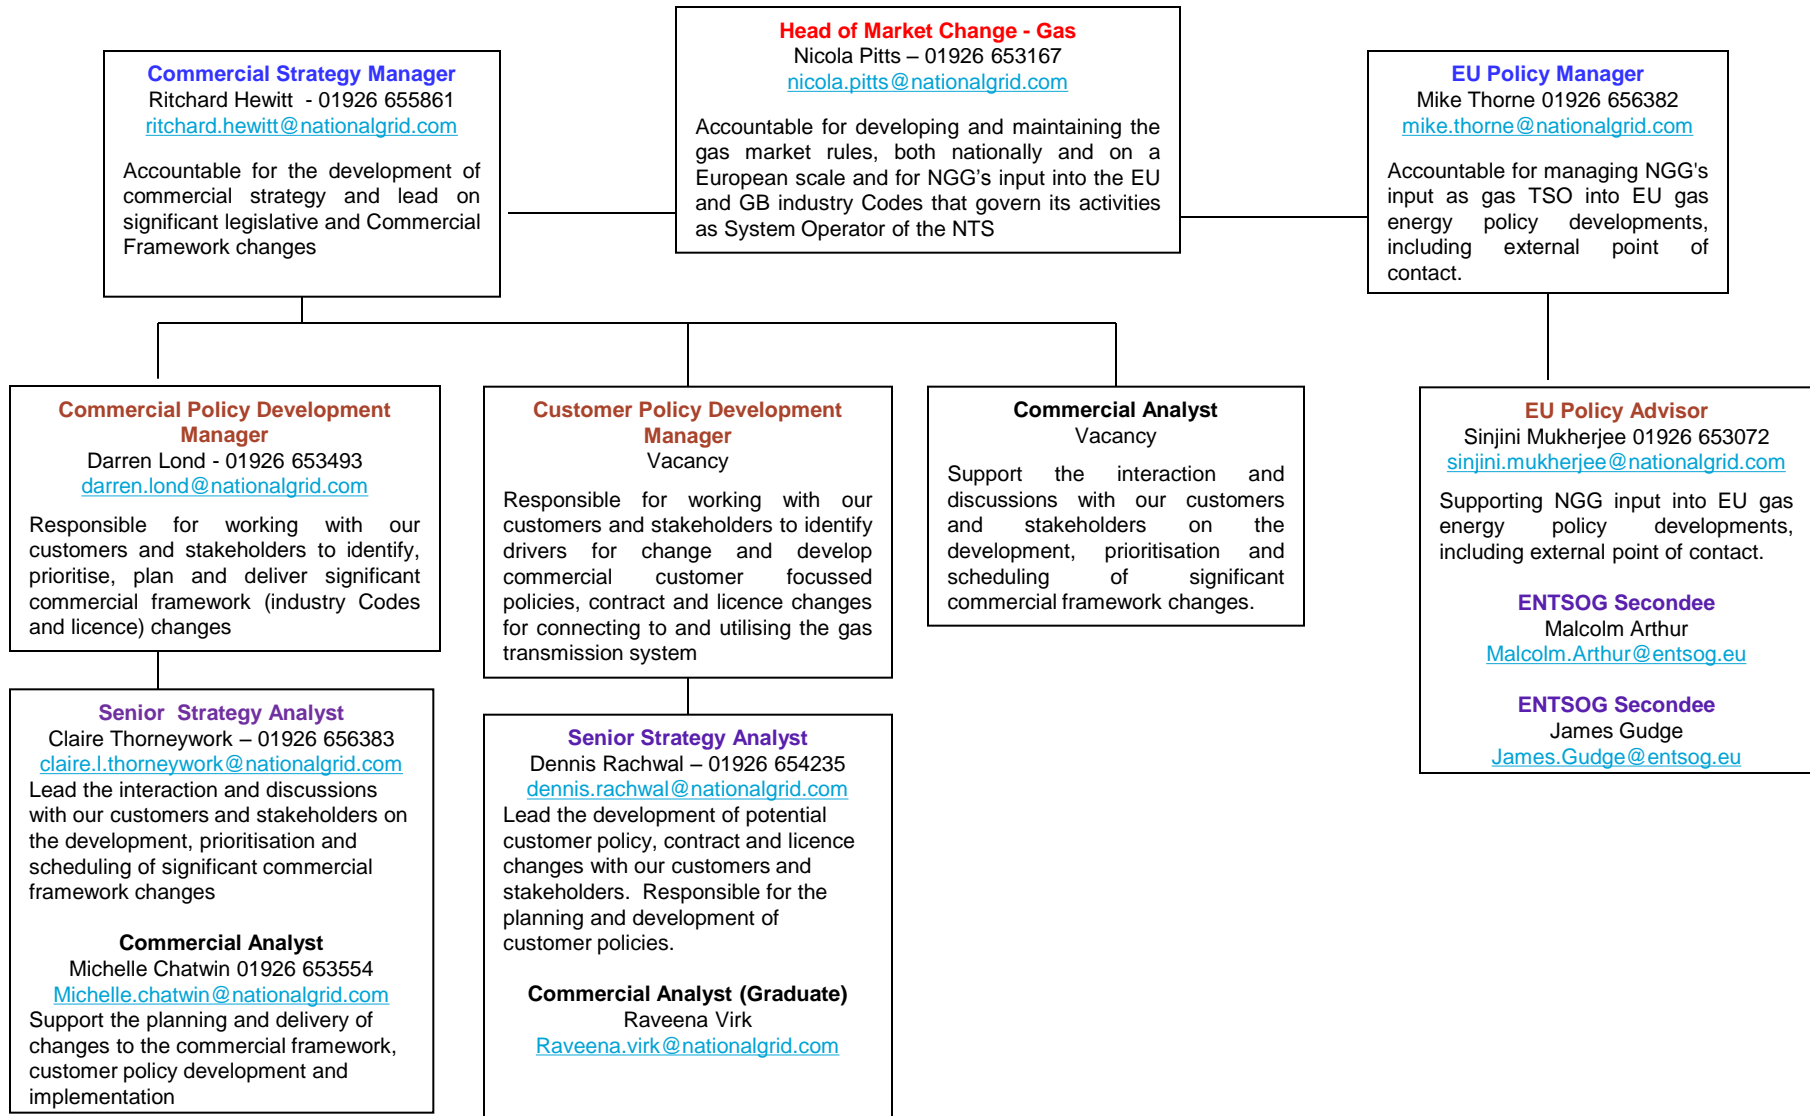 Head of Market Change - Gas
Nicola Pitts – 01926 653167
nicola.pitts@nationalgrid.com
Accountable for developing and maintaining the
gas market rules, both nationally and on a
European scale and for NGG’s input into the EU
and GB industry Codes that govern its activities
as System Operator of the NTS
Commercial Strategy Manager
Ritchard Hewitt  - 01926 655861
ritchard.hewitt@nationalgrid.com
Accountable for the development of
commercial strategy and lead on
significant legislative and Commercial
Framework changes
EU Policy Manager
Mike Thorne 01926 656382
mike.thorne@nationalgrid.com
Accountable for managing NGG's
input as gas TSO into EU gas
energy policy developments,
including external point of
contact.
Commercial Policy Development
Manager
Darren Lond - 01926 653493
darren.lond@nationalgrid.com
Responsible for working with our
customers and stakeholders to identify,
prioritise, plan and deliver significant
commercial framework (industry Codes
and licence) changes
Customer Policy Development
Manager
Vacancy
Responsible for working with our
customers and stakeholders to identify
drivers for change and develop
commercial customer focussed
policies, contract and licence changes
for connecting to and utilising the gas
transmission system
Commercial Analyst
Vacancy
Support the interaction and
discussions with our customers
and stakeholders on the
development, prioritisation and
scheduling of significant
commercial framework changes.
EU Policy Advisor
Sinjini Mukherjee 01926 653072
sinjini.mukherjee@nationalgrid.com
Supporting NGG input into EU gas
energy policy developments,
including external point of contact.
ENTSOG Secondee
Malcolm Arthur
Malcolm.Arthur@entsog.eu
ENTSOG Secondee
James Gudge
James.Gudge@entsog.eu
Senior  Strategy Analyst
Claire Thorneywork – 01926 656383
claire.l.thorneywork@nationalgrid.com
Lead the interaction and discussions
with our customers and stakeholders on
the development, prioritisation and
scheduling of significant commercial
framework changes
Commercial Analyst
Michelle Chatwin 01926 653554
Michelle.chatwin@nationalgrid.com
Support the planning and delivery of
changes to the commercial framework,
customer policy development and
implementation
Senior Strategy Analyst
Dennis Rachwal – 01926 654235
dennis.rachwal@nationalgrid.com
Lead the development of potential
customer policy, contract and licence
changes with our customers and
stakeholders.  Responsible for the
planning and development of
customer policies.
Commercial Analyst (Graduate)
Raveena Virk
Raveena.virk@nationalgrid.com